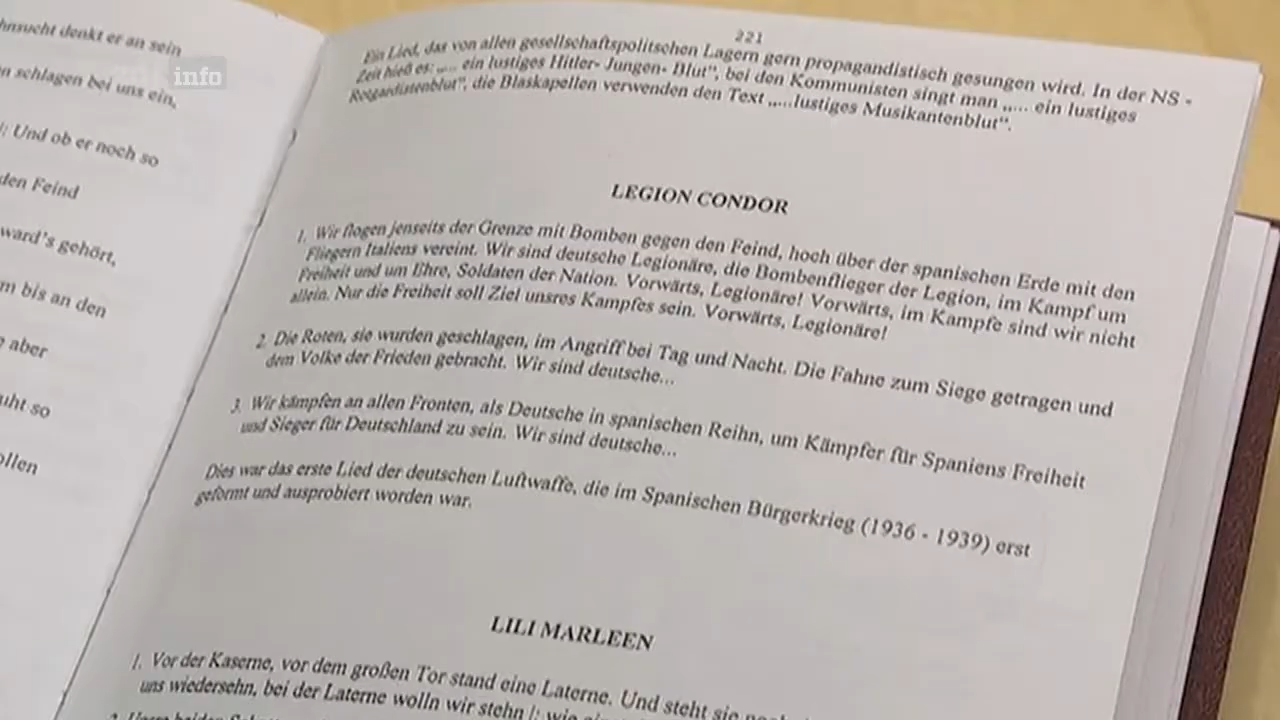 hnsucht denkt er an sein
n schlagen bei uns ein,
/: Und ob er noch so
den Feind
ward's gehört,
m bis an den
aber
uht so
ollen
info
221
Ein Lied, das von allen gesellschaftspolitschen Lagern gern propagandistisch gesungen wird. In der NS -
Zeit hieß es: „... ein lustiges Hitler- Jungen- Blut", bei den Kommunisten singt man „... ein lustiges
Rotgardistenblut", die Blaskapellen verwenden den Text „...lustiges Musikantenblut".
LEGION CONDOR
1. Wir flogen jenseits der Grenze mit Bomben gegen den Feind, hoch über der spanischen Erde mit den
Fliegern Italiens vereint. Wir sind deutsche Legionäre, die Bombenflieger der Legion, im Kampf um
Freiheit und um Ehre, Soldaten der Nation. Vorwärts, Legionäre! Vorwärts, im Kampfe sind wir nicht
allein. Nur die Freiheit soll Ziel unsres Kampfes sein. Vorwärts, Legionäre!
2. Die Roten, sie wurden geschlagen, im Angriff bei Tag und Nacht. Die Fahne zum Siege getragen und
dem Volke der Frieden gebracht. Wir sind deutsche...
3. Wir kämpfen an allen Fronten, als Deutsche in spanischen Reihn, um Kämpfer für Spaniens Freiheit
und Sieger für Deutschland zu sein. Wir sind deutsche...
Dies war das erste Lied der deutschen Luftwaffe, die im Spanischen Bürgerkrieg (1936 - 1939) erst
geformt und ausprobiert worden war.
LILI MARLEEN
1. Vor der Kaserne, vor dem großen Tor stand eine Laterne. Und steht sie noch
uns wiedersehn, bei der Laterne wolln wir stehn /: wie